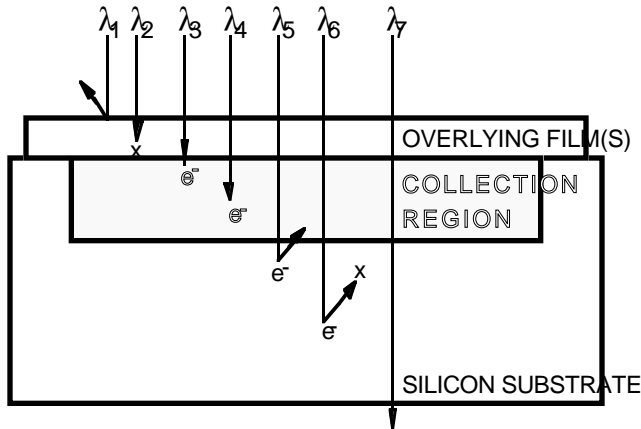 λ1 λ2 λ3 λ4 λ5 λ6 λ7
OVERLYING FILM(S)
x
e-
COLLECTION
e-
REGION
e-
x
e-
SILICON SUBSTRATE